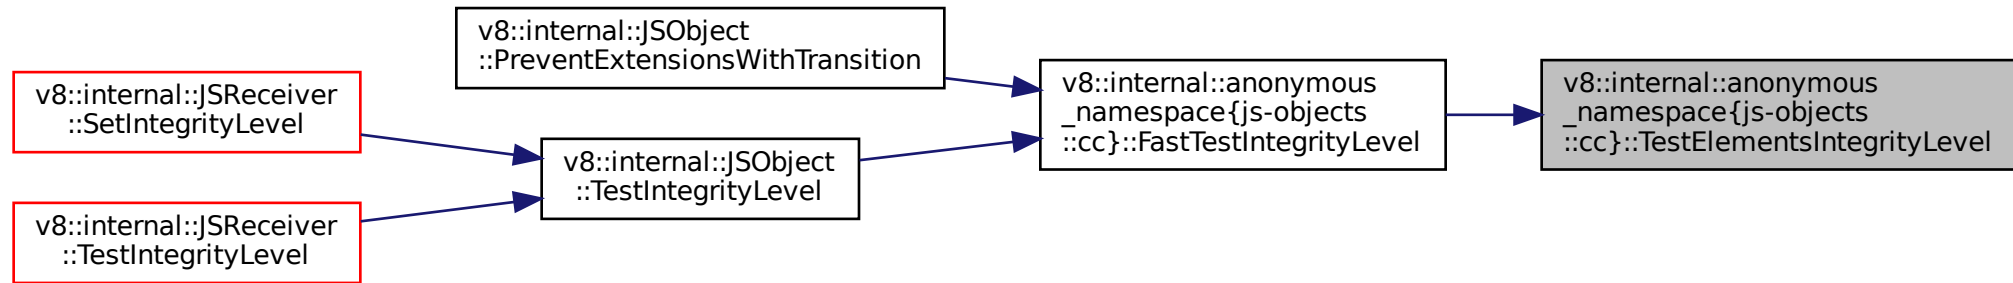 v8::internal::JSObject
::PreventExtensionsWithTransition
v8::internal::JSReceiver
::SetIntegrityLevel
v8::internal::JSReceiver
::TestIntegrityLevel
v8::internal::JSObject
::TestIntegrityLevel
v8::internal::anonymous
_namespace{js-objects
::cc}::FastTestIntegrityLevel
v8::internal::anonymous
_namespace{js-objects
::cc}::TestElementsIntegrityLevel